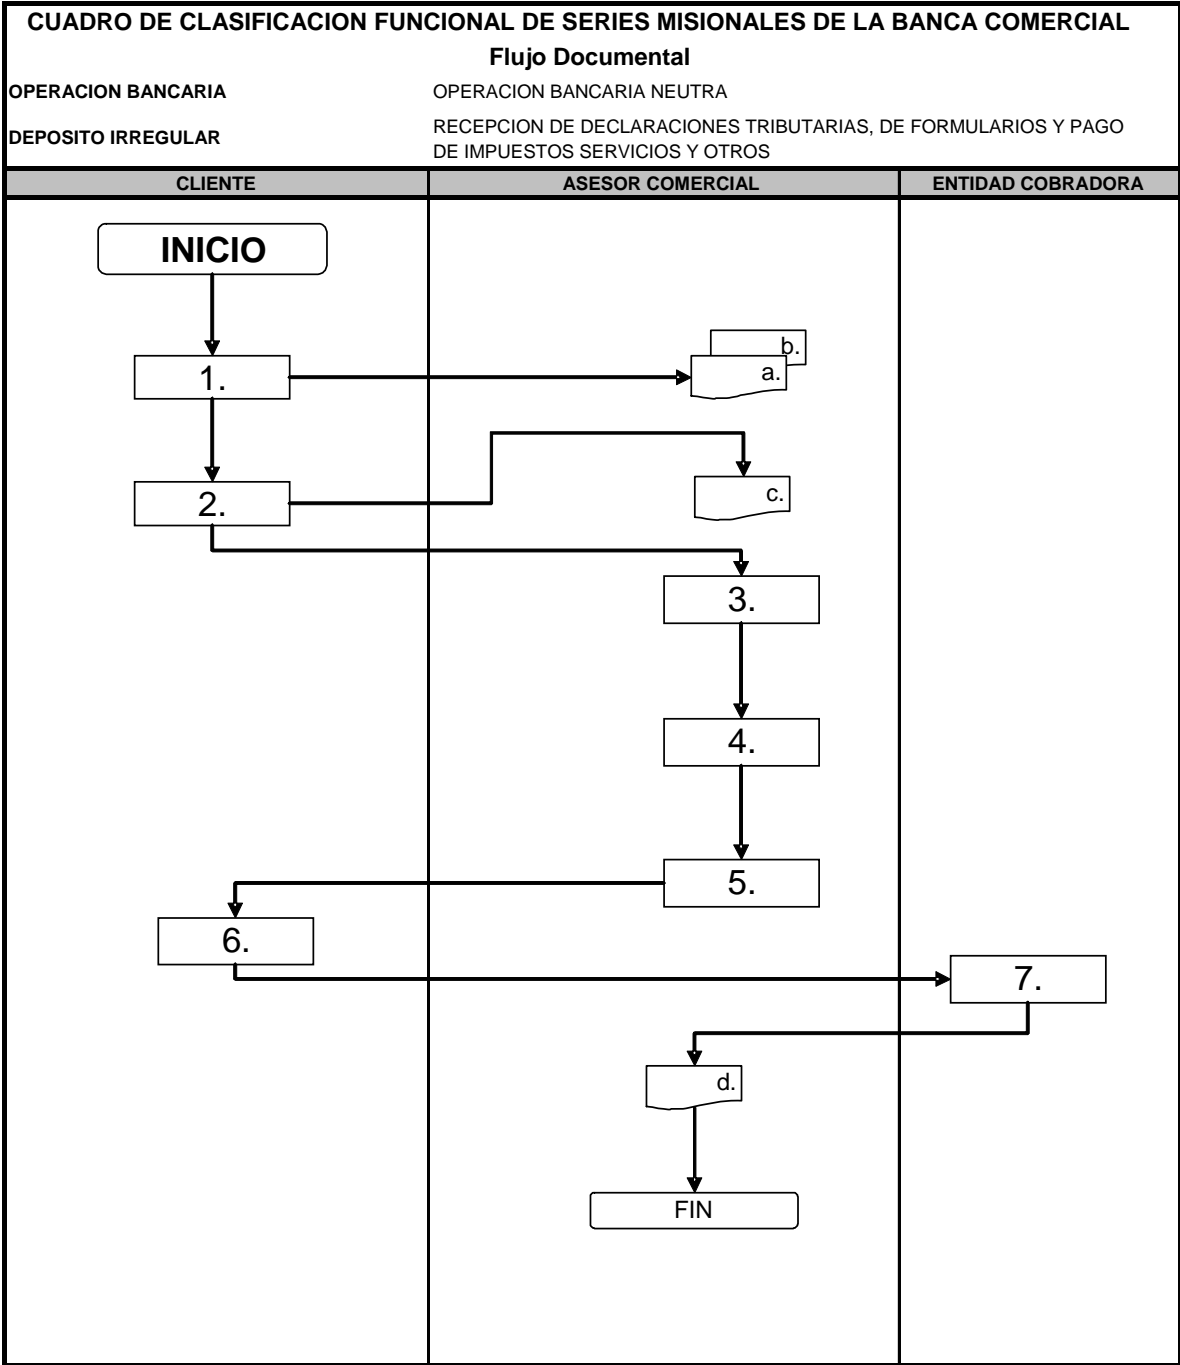 CUADRO DE CLASIFICACION FUNCIONAL DE SERIES MISIONALES DE LA BANCA COMERCIAL
Flujo Documental
OPERACION BANCARIA
OPERACION BANCARIA NEUTRA
DEPOSITO IRREGULAR
RECEPCION DE DECLARACIONES TRIBUTARIAS, DE FORMULARIOS Y PAGO
DE IMPUESTOS SERVICIOS Y OTROS
CLIENTE
ASESOR COMERCIAL
ENTIDAD COBRADORA
INICIO
b.
1.
a.
2.
c.
3.
4.
5.
6.
7.
d.
FIN